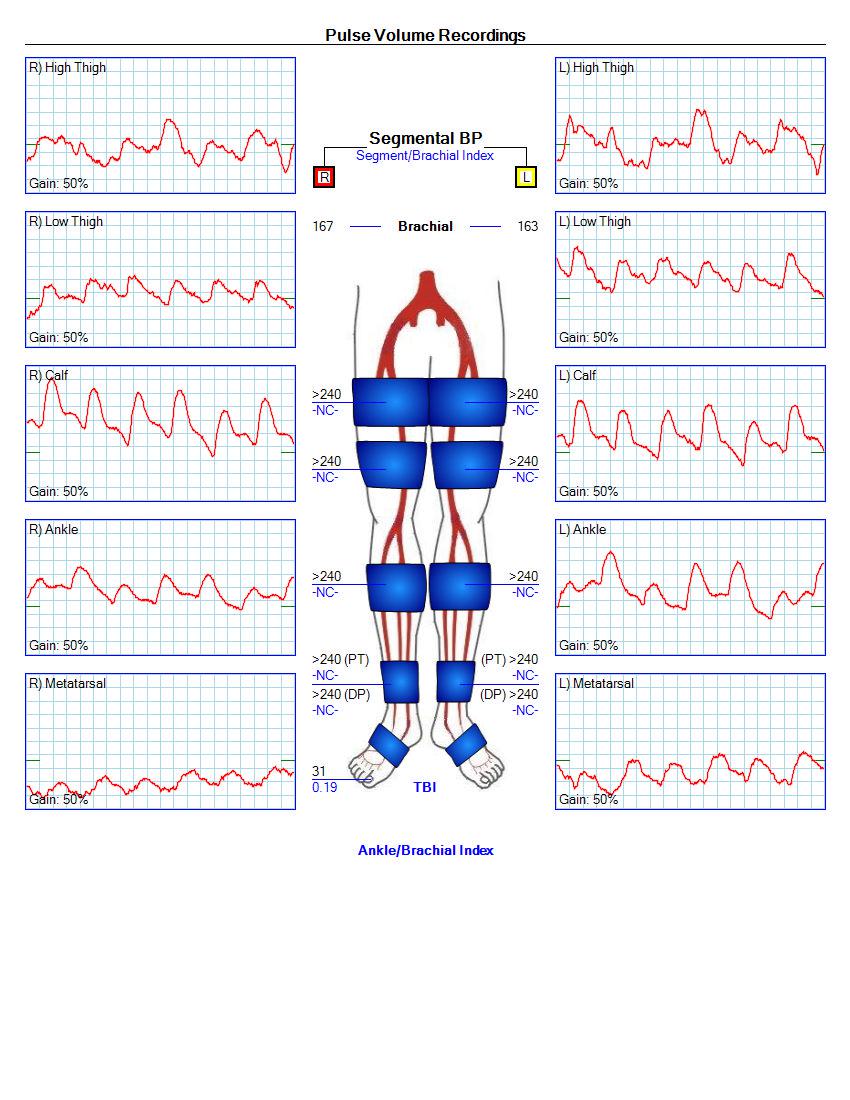 Pulse Volume Recordings
R) High Thigh
Gain: 50%
L) High Thigh
Gain: 50%
Segmental BP
Segment/Brachial Index
R
L
167 Brachial 163
R) Low Thigh
Gain: 50%
L) Low Thigh
Gain: 50%
R) Calf
Gain: 50%
L) Calf
Gain: 50%
>240 >240
-NC- -NC-
>240 >240
-NC- -NC-
R) Ankle
Gain: 50%
L) Ankle
Gain: 50%
>240 >240
-NC- -NC-
>240 (PT) (PT) >240
-NC- -NC-
>240 (DP) (DP) >240
-NC- -NC-
R) Metatarsal
Gain: 50%
L) Metatarsal
Gain: 50%
31
0.19 TBI
Ankle/Brachial Index